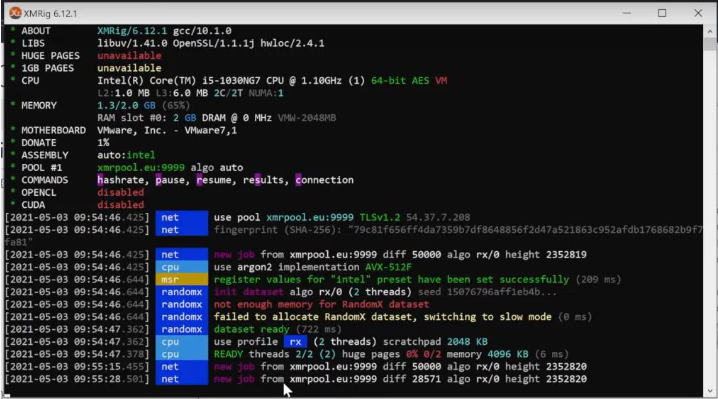 XMRig 6.12.1
* ABOUT XMRig/6.12.1 gcc/10.1.0
* LIBS libuv/1.41.0 OpenSSL/1.1.1j hwloc/2.4.1
* HUGE PAGES unavailable
* 1GB PAGES unavailable
* CPU Intel(R) Core(TM) i5-1030NG7 CPU @ 1.10GHz (1) 64-bit AES VM
L2:1.0 MB L3:6.0 MB 2C/2T NUMA:1
* MEMORY 1.3/2.0 GB (65%)
RAM slot #0: 2 GB DRAM @ 0 MHz VMW-2048MB
* MOTHERBOARD VMware, Inc. - VMware7,1
* DONATE 1%
* ASSEMBLY auto:intel
* POOL #1 xmrpool.eu:9999 algo auto
* COMMANDS hashrate, pause, resume, results, connection
* OPENCL disabled
* CUDA disabled
[2021-05-03 09:54:46.425] net use pool xmrpool.eu:9999 TLSv1.2 54.37.7.208
[2021-05-03 09:54:46.425] net fingerprint (SHA-256): "79c81f656ff4da7359b7df8648856f2d47a521863c952afdb1768682b9f7
fa81"
[2021-05-03 09:54:46.425] net new job from xmrpool.eu:9999 diff 50000 algo rx/0 height 2352819
[2021-05-03 09:54:46.425] cpu use argon2 implementation AVX-512F
[2021-05-03 09:54:46.644] msr register values for "intel" preset have been set successfully (209 ms)
[2021-05-03 09:54:46.644] randomx init dataset algo rx/0 (2 threads) seed 15076796aff1eb4b...
[2021-05-03 09:54:46.644] randomx not enough memory for RandomX dataset
[2021-05-03 09:54:46.644] randomx failed to allocate RandomX dataset, switching to slow mode (0 ms)
[2021-05-03 09:54:47.362] randomx dataset ready (722 ms)
[2021-05-03 09:54:47.362] cpu use profile rx (2 threads) scratchpad 2048 KB
[2021-05-03 09:54:47.378] cpu READY threads 2/2 (2) huge pages 0% 0/2 memory 4096 KB (6 ms)
[2021-05-03 09:55:15.455] net new job from xmrpool.eu:9999 diff 50000 algo rx/0 height 2352820
[2021-05-03 09:55:28.501] net new job from xmrpool.eu:9999 diff 28571 algo rx/0 height 2352820